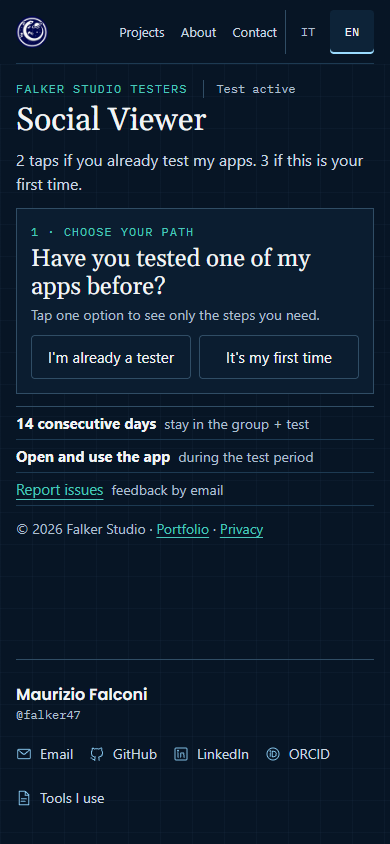 Projects About Contact IT EN
FALKER STUDIO TESTERS Test active
Social Viewer
2 taps if you already test my apps. 3 if this is your
first time.
1 · CHOOSE YOUR PATH
Have you tested one of my
apps before?
Tap one option to see only the steps you need.
I'm already a tester It's my first time
14 consecutive days stay in the group + test
Open and use the app during the test period
Report issues feedback by email
© 2026 Falker Studio · Portfolio · Privacy
Maurizio Falconi
@falker47
Email GitHub LinkedIn ORCID
Tools I use